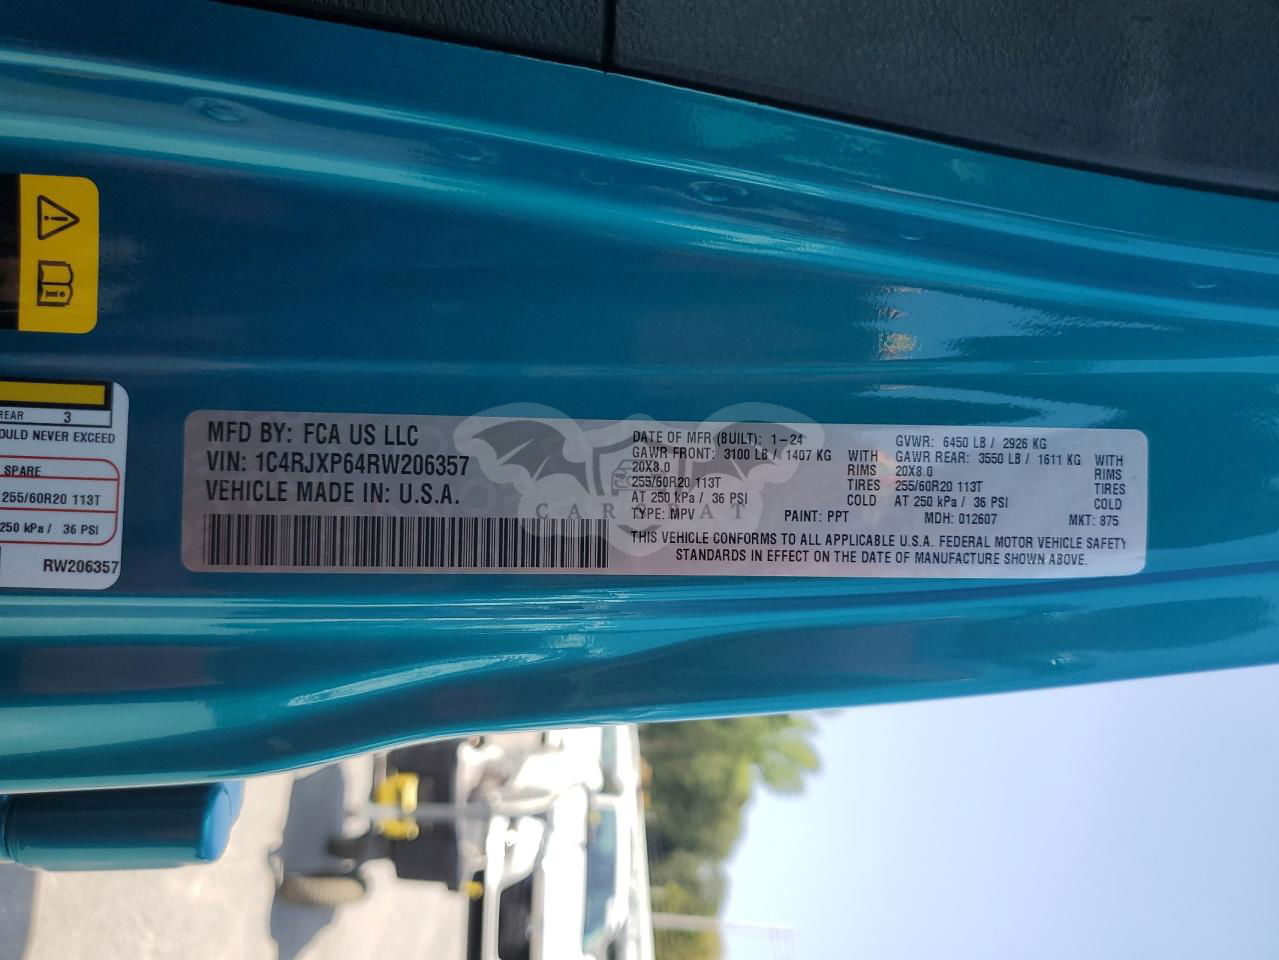 REAR 3
OULD NEVER EXCEED
SPARE
255/60R20 113T
250 kPa / 36 PSI
RW206357
MFD BY: FCA US LLC
VIN: 1C4RJXP64RW206357
VEHICLE MADE IN: U.S.A.
DATE OF MFR (BUILT): 1-24 GVWR: 6450 LB / 2926 KG
GAWR FRONT: 3100 LB / 1407 KG WITH GAWR REAR: 3550 LB / 1611 KG WITH
20X8.0 RIMS 20X8.0 RIMS
255/60R20 113T TIRES 255/60R20 113T TIRES
AT 250 kPa / 36 PSI COLD AT 250 kPa / 36 PSI COLD
TYPE: MPV PAINT: PPT MDH: 012607 MKT: 875
THIS VEHICLE CONFORMS TO ALL APPLICABLE U.S.A. FEDERAL MOTOR VEHICLE SAFETY
STANDARDS IN EFFECT ON THE DATE OF MANUFACTURE SHOWN ABOVE.